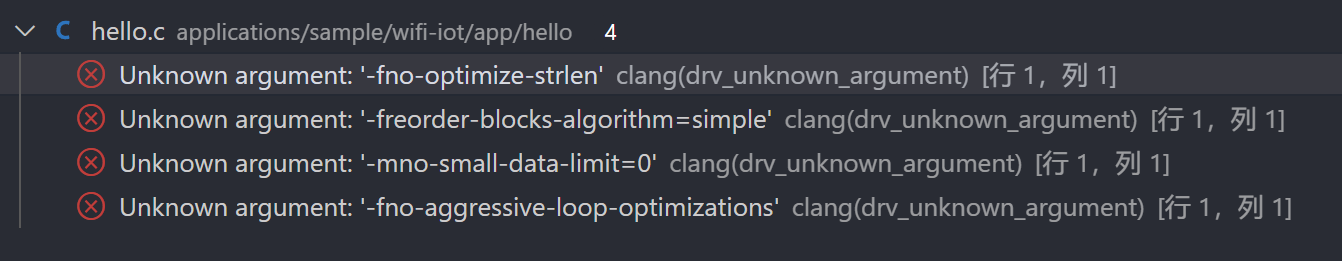 C hello.c applications/sample/wifi-iot/app/hello 4
Unknown argument: '-fno-optimize-strlen' clang(drv_unknown_argument) [行 1，列 1]
Unknown argument: '-freorder-blocks-algorithm=simple' clang(drv_unknown_argument) [行 1，列 1]
Unknown argument: '-mno-small-data-limit=0' clang(drv_unknown_argument) [行 1，列 1]
Unknown argument: '-fno-aggressive-loop-optimizations' clang(drv_unknown_argument) [行 1，列 1]